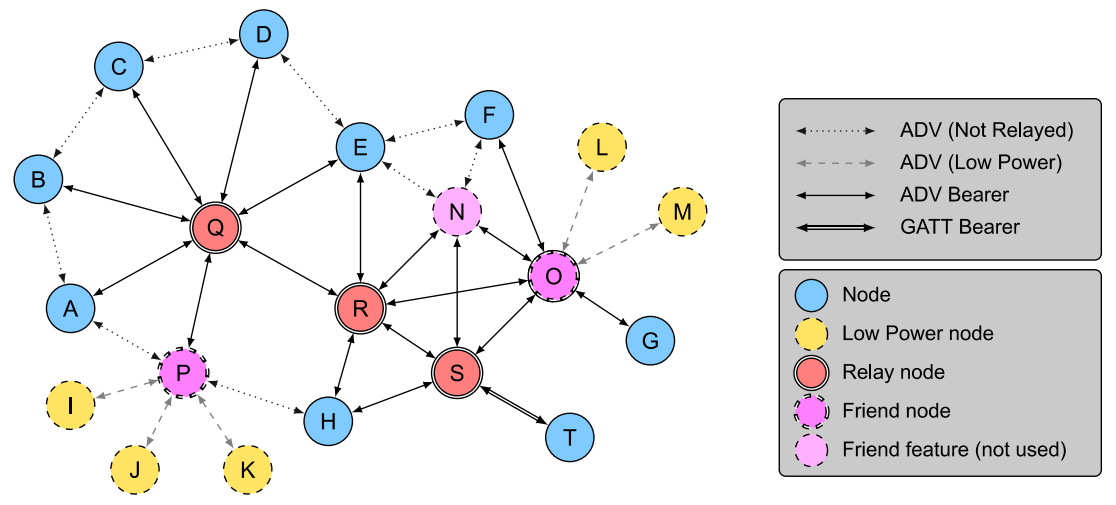 D
C
F
E
L
B
M
N
Q
O
A
R
G
P
S
I
H
T
J
K
ADV (Not Relayed)
ADV (Low Power)
ADV Bearer
GATT Bearer
Node
Low Power node
Relay node
Friend node
Friend feature (not used)